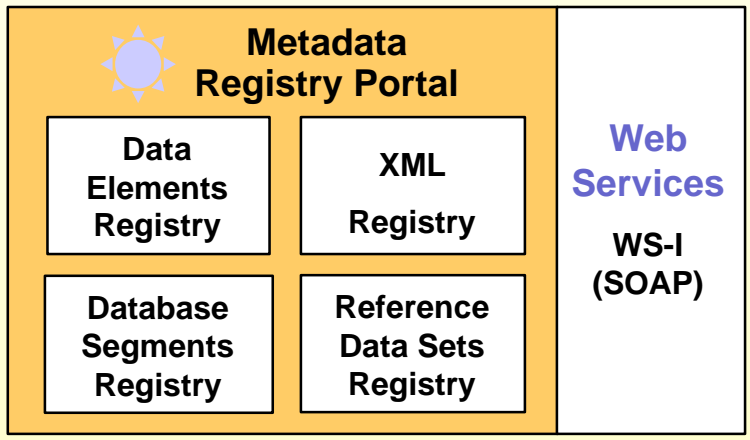 Metadata
Registry Portal
Data
Elements
Registry
XML
Registry
Database
Segments
Registry
Reference
Data Sets
Registry
Web
Services
WS-I
(SOAP)